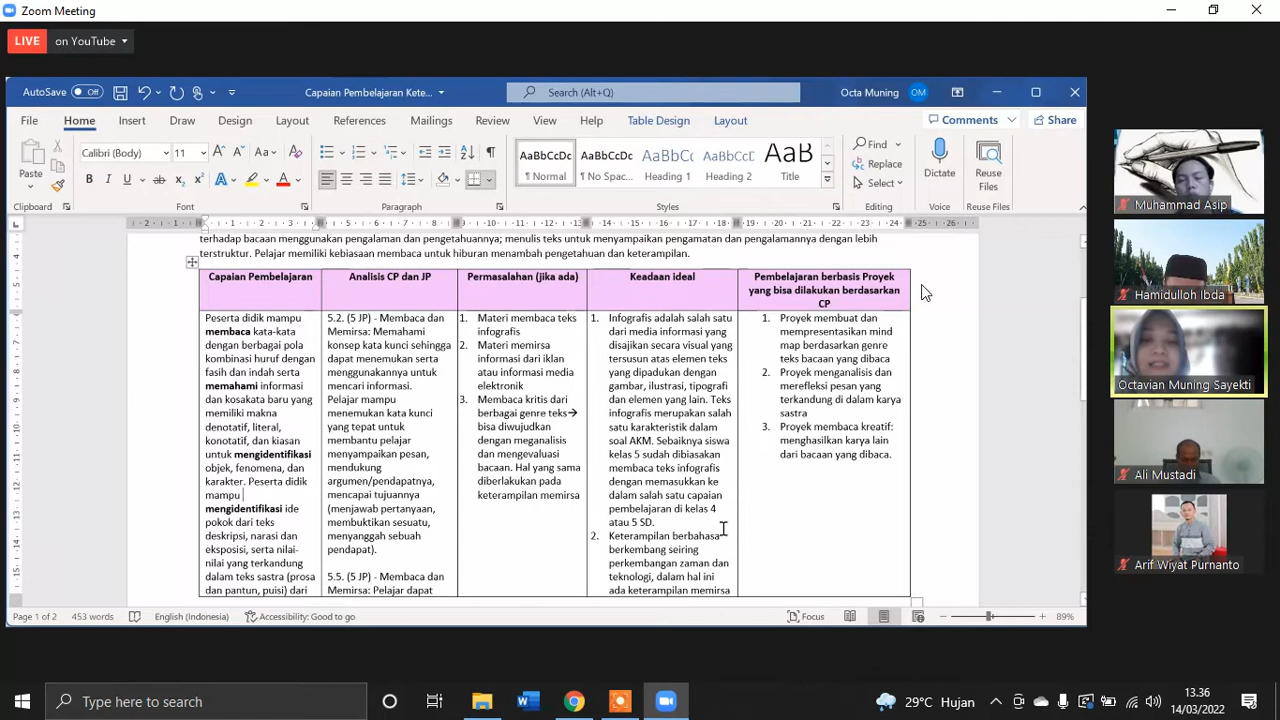 Zoom Meeting
LIVE on YouTube
AutoSave Off
Capaian Pembelajaran Kete...
Search (Alt+Q)
Octa Muning OM
File Home Insert Draw Design Layout References Mailings Review View Help Table Design Layout
Comments Share
Paste
Clipboard
Calibri (Body) 11
Font
Paragraph
AaBbCcDc AaBbCcDc AaBbCc AaBbCcC AaB
¶ Normal ¶ No Spac... Heading 1 Heading 2 Title
Styles
Find
Replace
Select
Editing
Dictate
Voice
Reuse
Files
Reuse Files
terhadap bacaan menggunakan pengalaman dan pengetahuannya; menulis teks untuk menyampaikan pengamatan dan pengalamannya dengan lebih
terstruktur. Pelajar memiliki kebiasaan membaca untuk hiburan menambah pengetahuan dan keterampilan.
Capaian Pembelajaran
Peserta didik mampu
membaca kata-kata
dengan berbagai pola
kombinasi huruf dengan
fasih dan indah serta
memahami informasi
dan kosakata baru yang
memiliki makna
denotatif, literal,
konotatif, dan kiasan
untuk mengidentifikasi
objek, fenomena, dan
karakter. Peserta didik
mampu
mengidentifikasi ide
pokok dari teks
deskripsi, narasi dan
eksposisi, serta nilai-
nilai yang terkandung
dalam teks sastra (prosa
dan pantun, puisi) dari
Analisis CP dan JP
5.2. (5 JP) - Membaca dan
Memirsa: Memahami
konsep kata kunci sehingga
dapat menemukan serta
menggunakannya untuk
mencari informasi.
Pelajar mampu
menemukan kata kunci
yang tepat untuk
membantu pelajar
menyampaikan pesan,
mendukung
argumen/pendapatnya,
mencapai tujuannya
(menjawab pertanyaan,
membuktikan sesuatu,
menyanggah sebuah
pendapat).
5.5. (5 JP) - Membaca dan
Memirsa: Pelajar dapat
Permasalahan (jika ada)
1. Materi membaca teks
infografis
2. Materi memirsa
informasi dari iklan
atau informasi media
elektronik
3. Membaca kritis dari
berbagai genre teks→
bisa diwujudkan
dengan meganalisis
dan mengevaluasi
bacaan. Hal yang sama
diberlakukan pada
keterampilan memirsa
Keadaan ideal
1. Infografis adalah salah satu
dari media informasi yang
disajikan secara visual yang
tersusun atas elemen teks
yang dipadukan dengan
gambar, ilustrasi, tipografi
dan elemen yang lain. Teks
infografis merupakan salah
satu karakteristik dalam
soal AKM. Sebaiknya siswa
kelas 5 sudah dibiasakan
membaca teks infografis
dengan memasukkan ke
dalam salah satu capaian
pembelajaran di kelas 4
atau 5 SD.
2. Keterampilan berbahasa
berkembang seiring
perkembangan zaman dan
teknologi, dalam hal ini
ada keterampilan memirsa
Pembelajaran berbasis Proyek
yang bisa dilakukan berdasarkan
CP
1. Proyek membuat dan
mempresentasikan mind
map berdasarkan genre
teks bacaan yang dibaca
2. Proyek menganalisis dan
merefleksi pesan yang
terkandung di dalam karya
sastra
3. Proyek membaca kreatif:
menghasilkan karya lain
dari bacaan yang dibaca.
Page 1 of 2 453 words English (Indonesia) Accessibility: Good to go Focus 89%
Muhammad Asip
Hamidulloh Ibda
Octavian Muning Sayekti
Ali Mustadi
Arif Wiyat Purnanto
Type here to search
29°C Hujan
13.36
14/03/2022